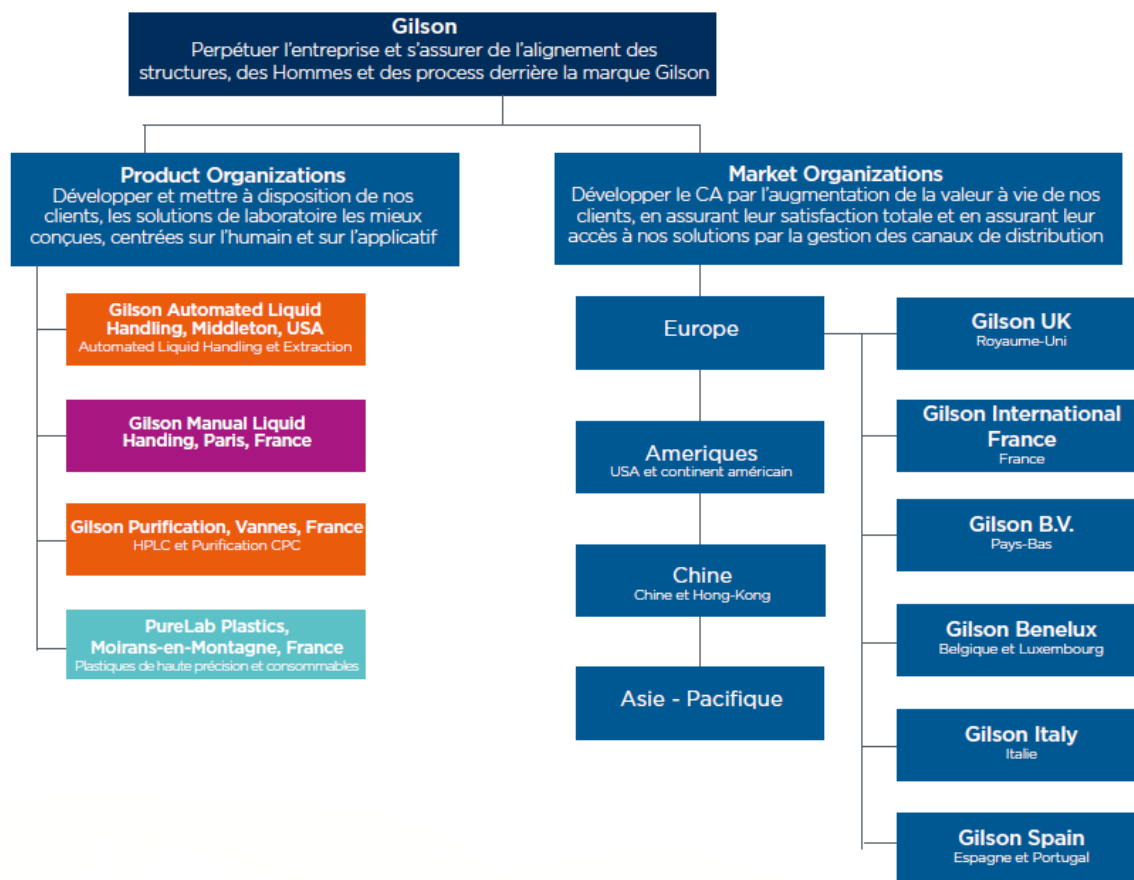 Gilson
Perpétuer l'entreprise et s'assurer de l'alignement des
structures, des Hommes et des process derrière la marque Gilson
Product Organizations
Développer et mettre à disposition de nos
clients, les solutions de laboratoire les mieux
conçues, centrées sur l'humain et sur l'applicatif
Gilson Automated Liquid
Handling, Middleton, USA
Automated Liquid Handling et Extraction
Gilson Manual Liquid
Handing, Paris, France
Gilson Purification, Vannes, France
HPLC et Purification CPC
PureLab Plastics,
Moirans-en-Montagne, France
Plastiques de haute précision et consommables
Market Organizations
Développer le CA par l'augmentation de la valeur à vie de nos
clients, en assurant leur satisfaction totale et en assurant leur
accès à nos solutions par la gestion des canaux de distribution
Europe
Ameriques
USA et continent américain
Chine
Chine et Hong-Kong
Asie - Pacifique
Gilson UK
Royaume-Uni
Gilson International
France
France
Gilson B.V.
Pays-Bas
Gilson Benelux
Belgique et Luxembourg
Gilson Italy
Italie
Gilson Spain
Espagne et Portugal